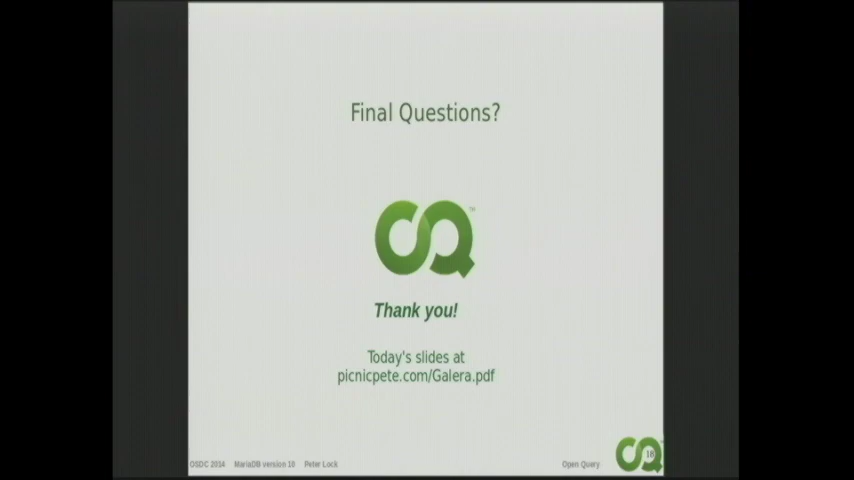 Final Questions?
™
Thank you!
Today's slides at
picnicpete.com/Galera.pdf
OSDC 2014 MariaDB version 10 Peter Lock Open Query 18